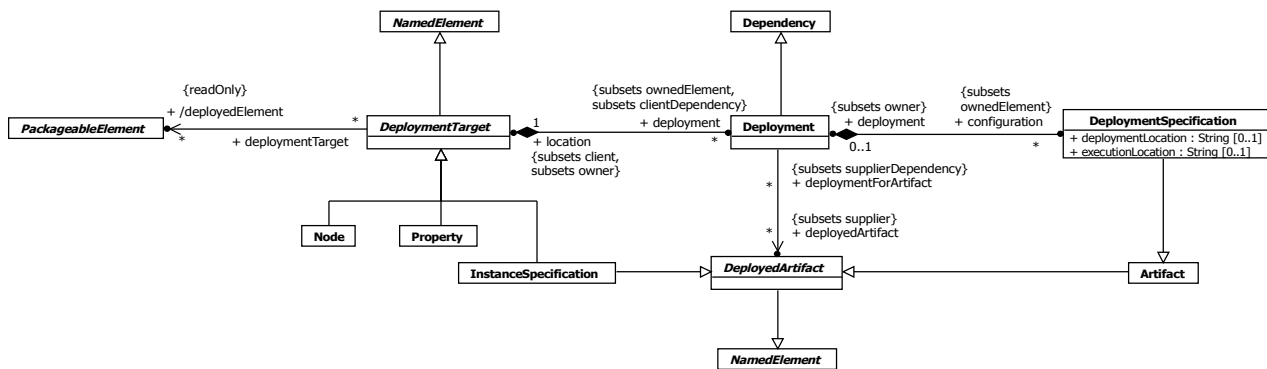 NamedElement
Dependency
{readOnly}
+ /deployedElement
*
*
+ deploymentTarget
PackageableElement
DeploymentTarget
1
+ location
{subsets client,
subsets owner}
{subsets ownedElement,
subsets clientDependency}
+ deployment
*
Deployment
{subsets owner}
+ deployment
0..1
{subsets
ownedElement}
+ configuration
*
DeploymentSpecification
+ deploymentLocation : String [0..1]
+ executionLocation : String [0..1]
{subsets supplierDependency}
+ deploymentForArtifact
*
{subsets supplier}
+ deployedArtifact
*
Node
Property
InstanceSpecification
DeployedArtifact
Artifact
NamedElement